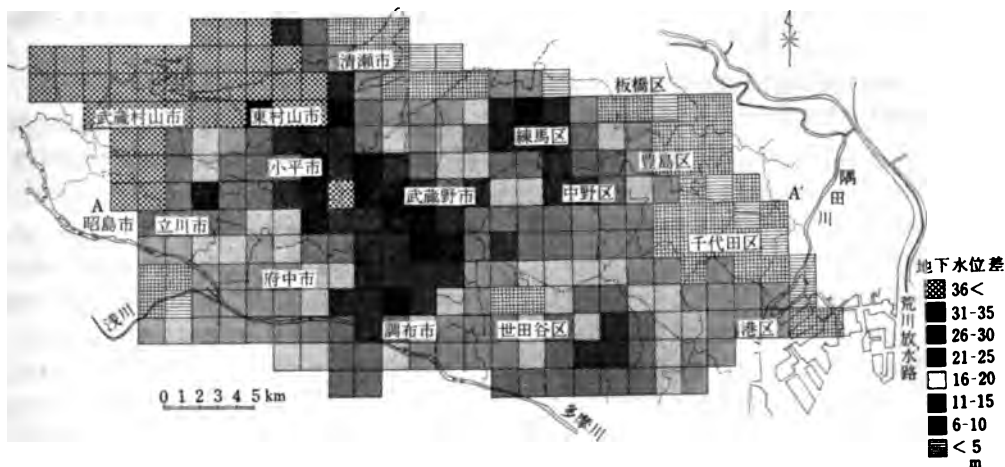 清瀬市
板橋区
武蔵村山市
東村山市
練馬区
小平市
豊島区
武蔵野市
中野区
A
A'
昭島市
立川市
隅田川
千代田区
府中市
浅川
調布市
世田谷区
港区
荒川放水路
多摩川
0 1 2 3 4 5 km
地下水位差
36<
31-35
26-30
21-25
16-20
11-15
6-10
< 5
m